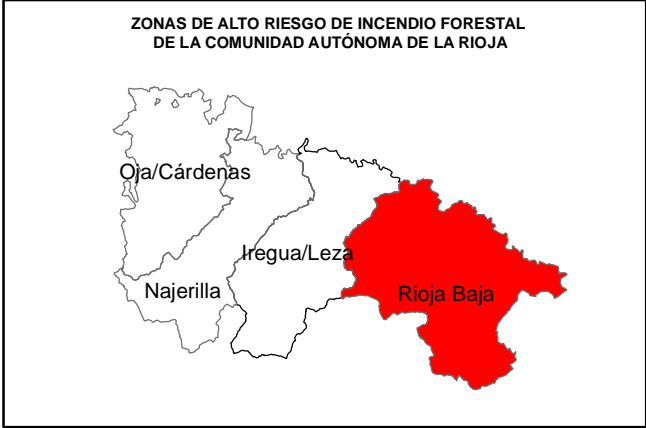 ZONAS DE ALTO RIESGO DE INCENDIO FORESTAL
DE LA COMUNIDAD AUTÓNOMA DE LA RIOJA
Oja/Cárdenas
Iregua/Leza
Najerilla
Rioja Baja